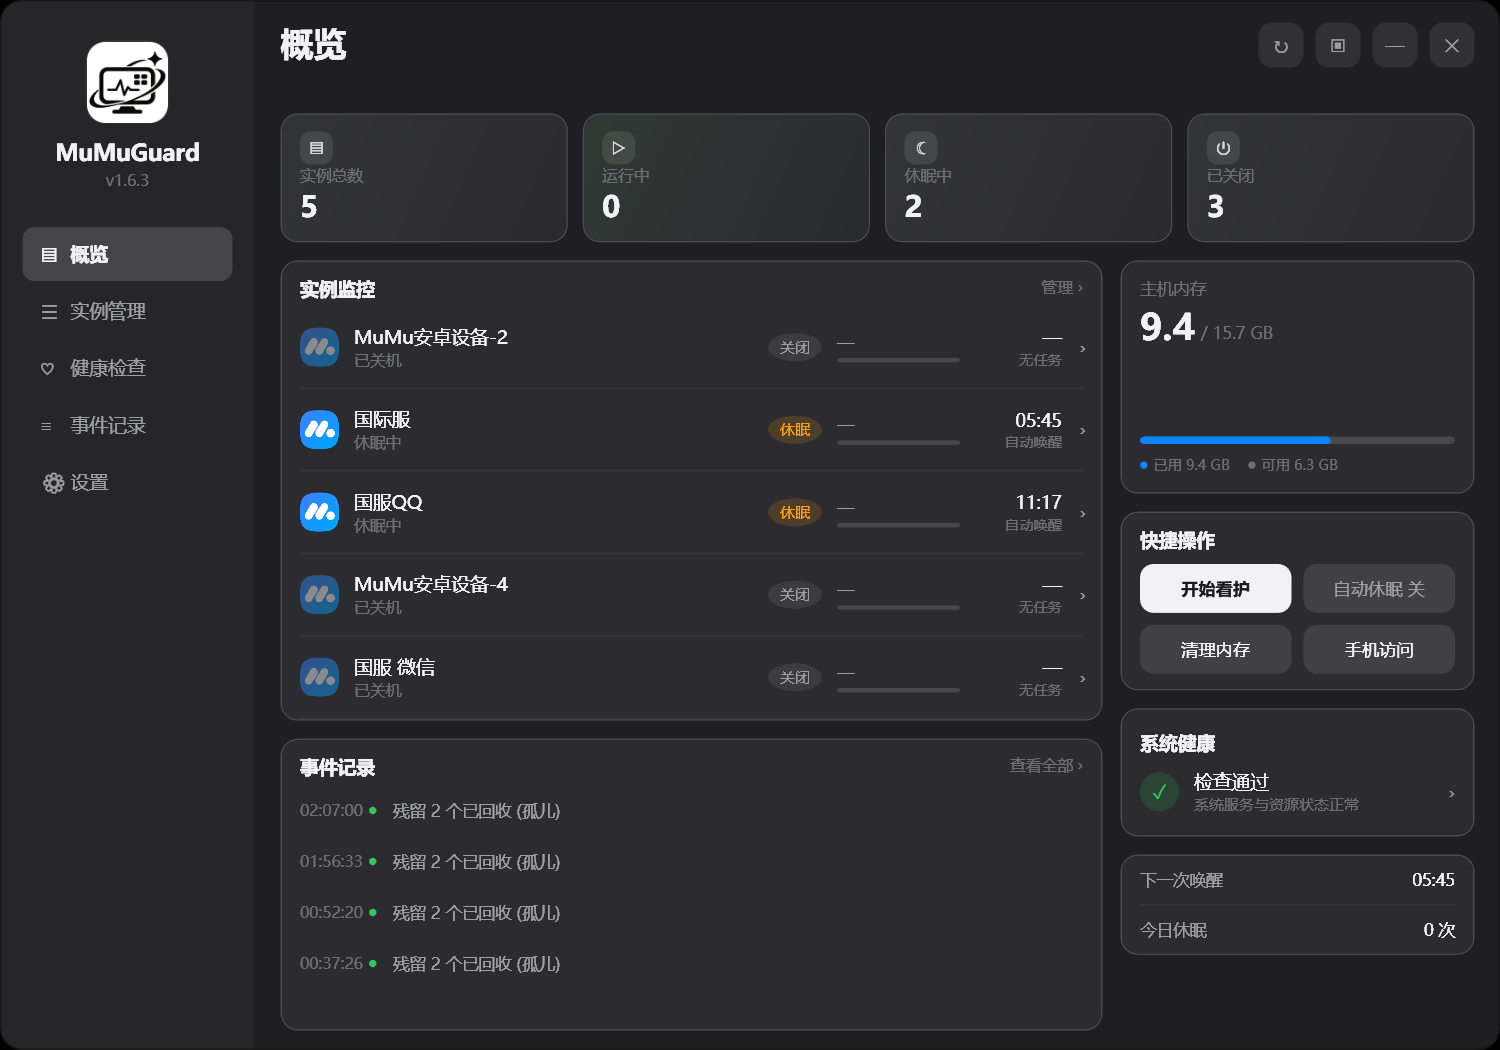 MuMuGuard
v1.6.3
概览
实例管理
健康检查
事件记录
设置
概览
实例总数
5
运行中
0
休眠中
2
已关闭
3
实例监控
管理 ›
MuMu安卓设备-2
已关机
关闭
—
—
无任务
国际服
休眠中
休眠
—
05:45
自动唤醒
国服QQ
休眠中
休眠
—
11:17
自动唤醒
MuMu安卓设备-4
已关机
关闭
—
—
无任务
国服 微信
已关机
关闭
—
—
无任务
事件记录
查看全部 ›
02:07:00 残留 2 个已回收 (孤儿)
01:56:33 残留 2 个已回收 (孤儿)
00:52:20 残留 2 个已回收 (孤儿)
00:37:26 残留 2 个已回收 (孤儿)
主机内存
9.4 / 15.7 GB
已用 9.4 GB
可用 6.3 GB
快捷操作
开始看护
自动休眠 关
清理内存
手机访问
系统健康
检查通过
系统服务与资源状态正常
下一次唤醒
05:45
今日休眠
0 次